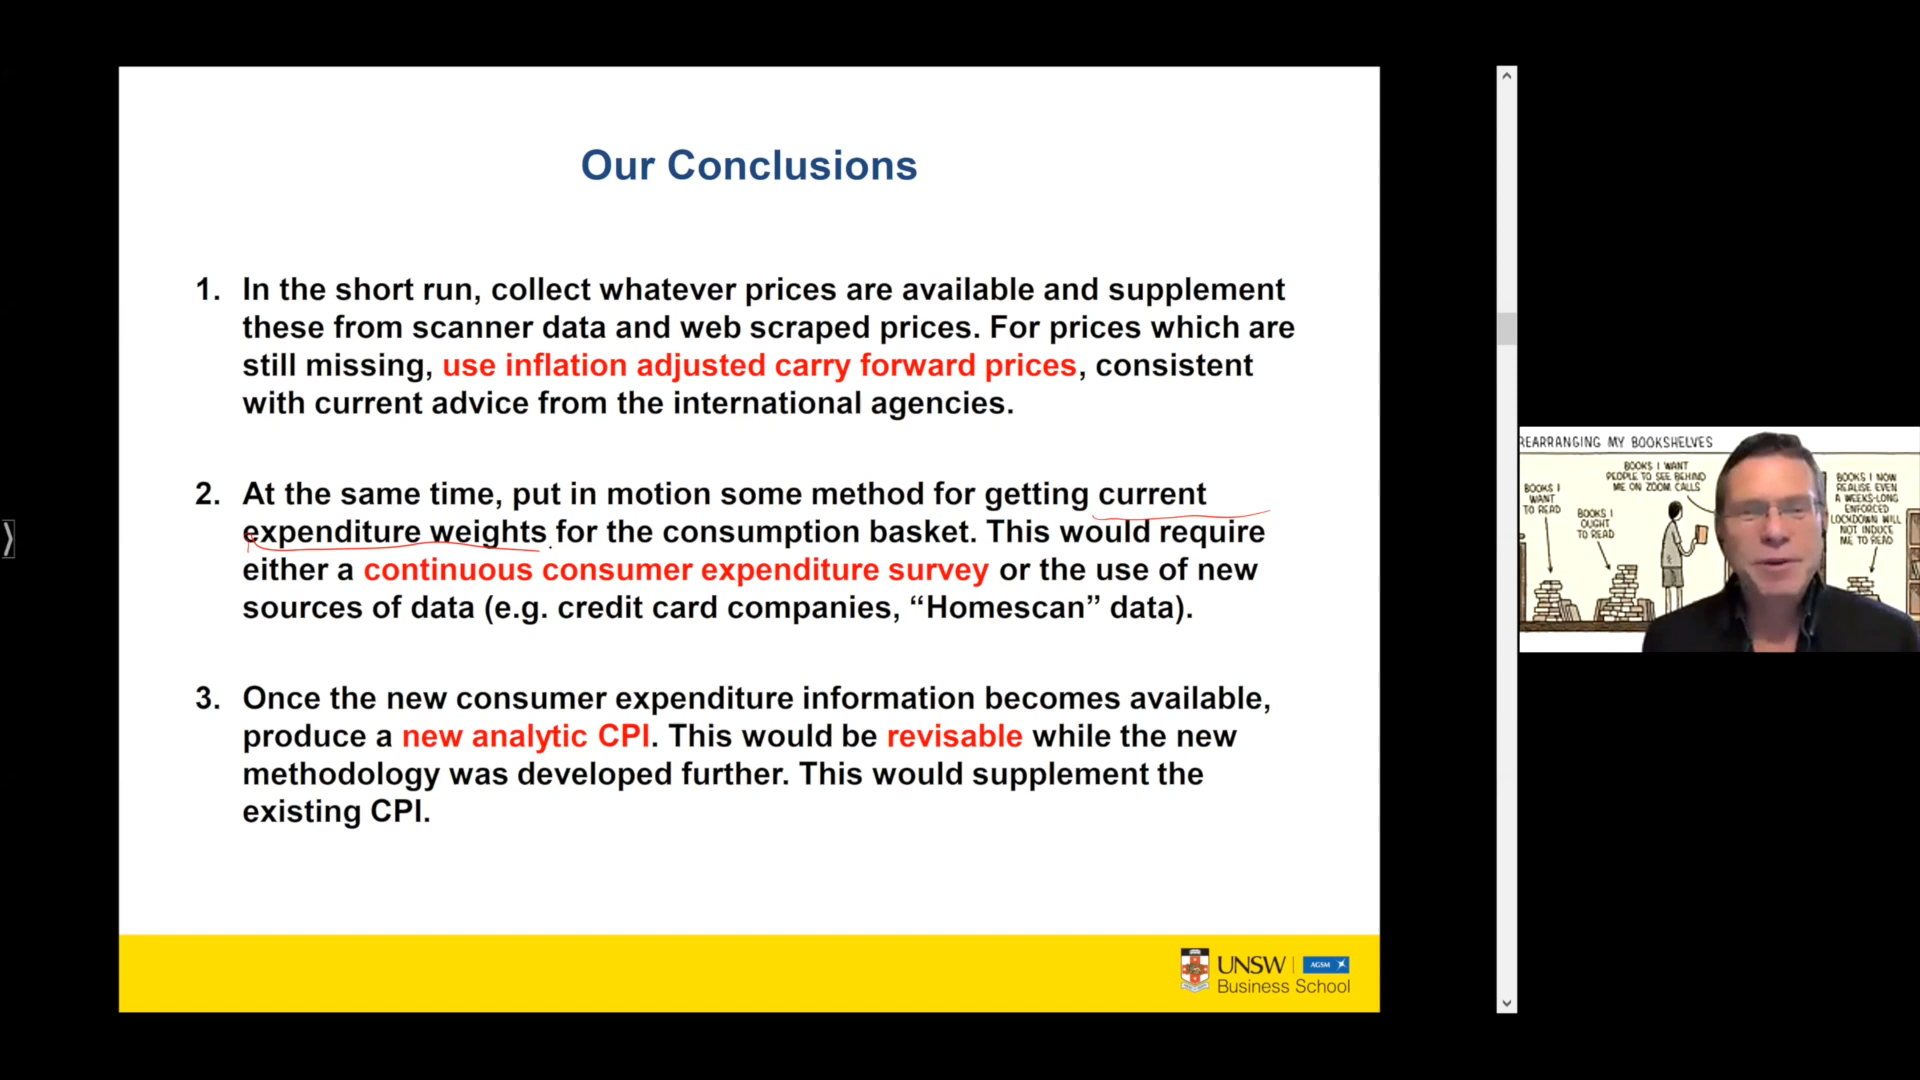 Our Conclusions
1. In the short run, collect whatever prices are available and supplement
these from scanner data and web scraped prices. For prices which are
still missing, use inflation adjusted carry forward prices, consistent
with current advice from the international agencies.
2. At the same time, put in motion some method for getting current
expenditure weights for the consumption basket. This would require
either a continuous consumer expenditure survey or the use of new
sources of data (e.g. credit card companies, “Homescan” data).
3. Once the new consumer expenditure information becomes available,
produce a new analytic CPI. This would be revisable while the new
methodology was developed further. This would supplement the
existing CPI.
UNSW AGSM
Business School
REARRANGING MY BOOKSHELVES
BOOKS I
WANT
TO READ
BOOKS I
OUGHT
TO READ
BOOKS I WANT
PEOPLE TO SEE BEHIND
ME ON ZOOM CALLS
BOOKS I NOW
REALISE EVEN
A WEEKS-LONG
ENFORCED
LOCKDOWN WILL
NOT INDUCE
ME TO READ